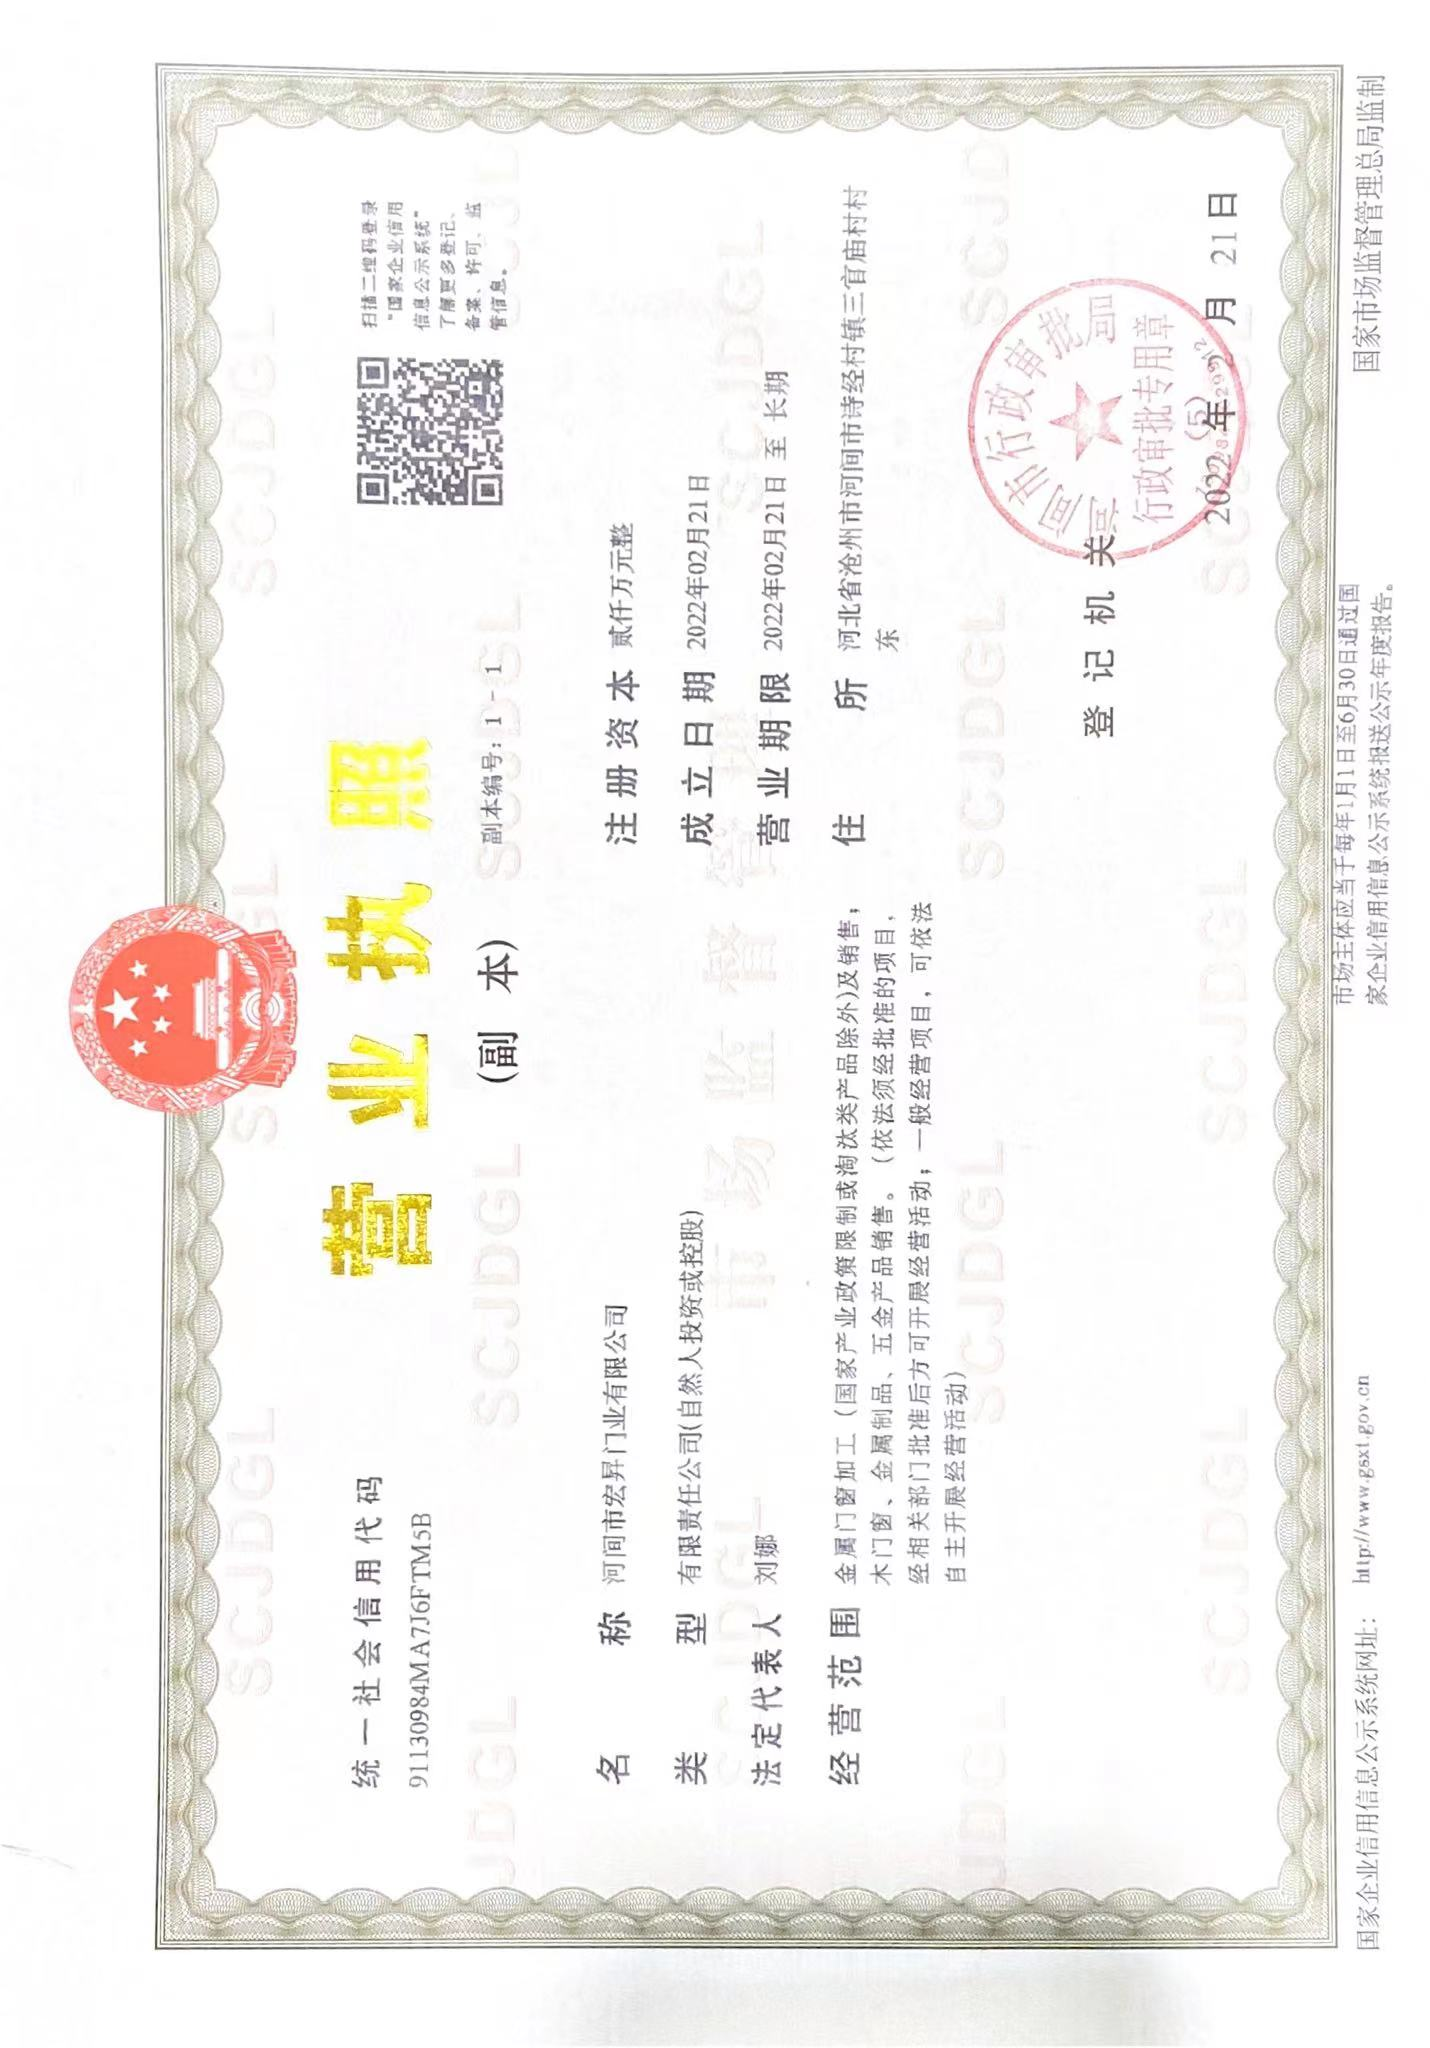 统一社会信用代码
91130984MA7J6FTM5B
营业执照
(副 本)
副本编号：1 - 1
扫描二维码登录
“国家企业信用
信息公示系统”
了解更多登记、
备案、许可、监
管信息。
名 称 河间市宏昇门业有限公司
类 型 有限责任公司(自然人投资或控股)
法定代表人 刘娜
经营范围 金属门窗加工（国家产业政策限制或淘汰类产品除外)及销售，
木门窗、金属制品、五金产品销售。（依法须经批准的项目，
经相关部门批准后方可开展经营活动；一般经营项目，可依法
自主开展经营活动）
注册资本 贰仟万元整
成立日期 2022年02月21日
营业期限 2022年02月21日 至 长期
住 所 河北省沧州市河间市诗经村镇三官庙村村
东
登记机关
河间市行政审批局
行政审批专用章
(5)
2022 年 2 月 21 日
国家企业信用信息公示系统网址： http://www.gsxt.gov.cn
市场主体应当于每年1月1日至6月30日通过国
家企业信用信息公示系统报送公示年度报告。
国家市场监督管理总局监制
SCJDGL
市场监督管理